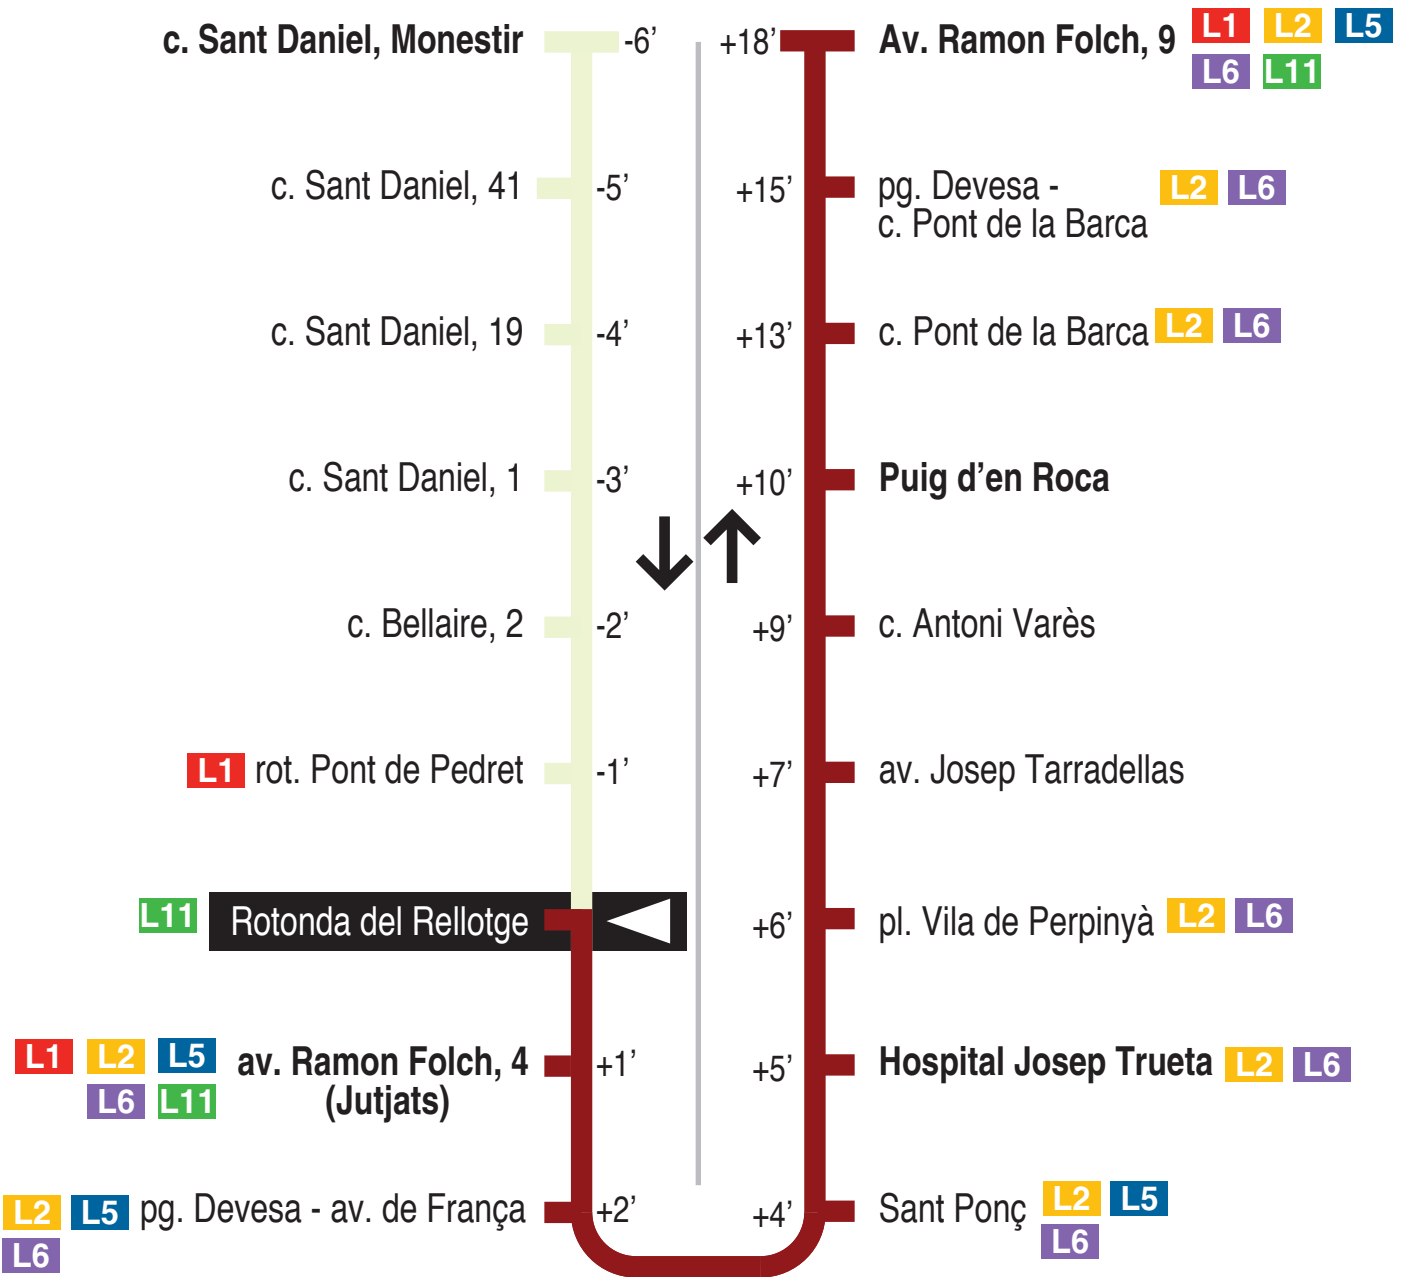 c. Sant Daniel, Monestir -6’
c. Sant Daniel, 41 -5’
c. Sant Daniel, 19 -4’
c. Sant Daniel, 1 -3’
c. Bellaire, 2 -2’
L1 rot. Pont de Pedret -1’
L11 Rotonda del Rellotge
L1 L2 L5 av. Ramon Folch, 4 +1’
L6 L11 (Jutjats)
L2 L5 pg. Devesa - av. de França +2’
L6
+18’ Av. Ramon Folch, 9 L1 L2 L5
L6 L11
+15’ pg. Devesa - L2 L6
c. Pont de la Barca
+13’ c. Pont de la Barca L2 L6
+10’ Puig d’en Roca
+9’ c. Antoni Varès
+7’ av. Josep Tarradellas
+6’ pl. Vila de Perpinyà L2 L6
+5’ Hospital Josep Trueta L2 L6
+4’ Sant Ponç L2 L5
L6